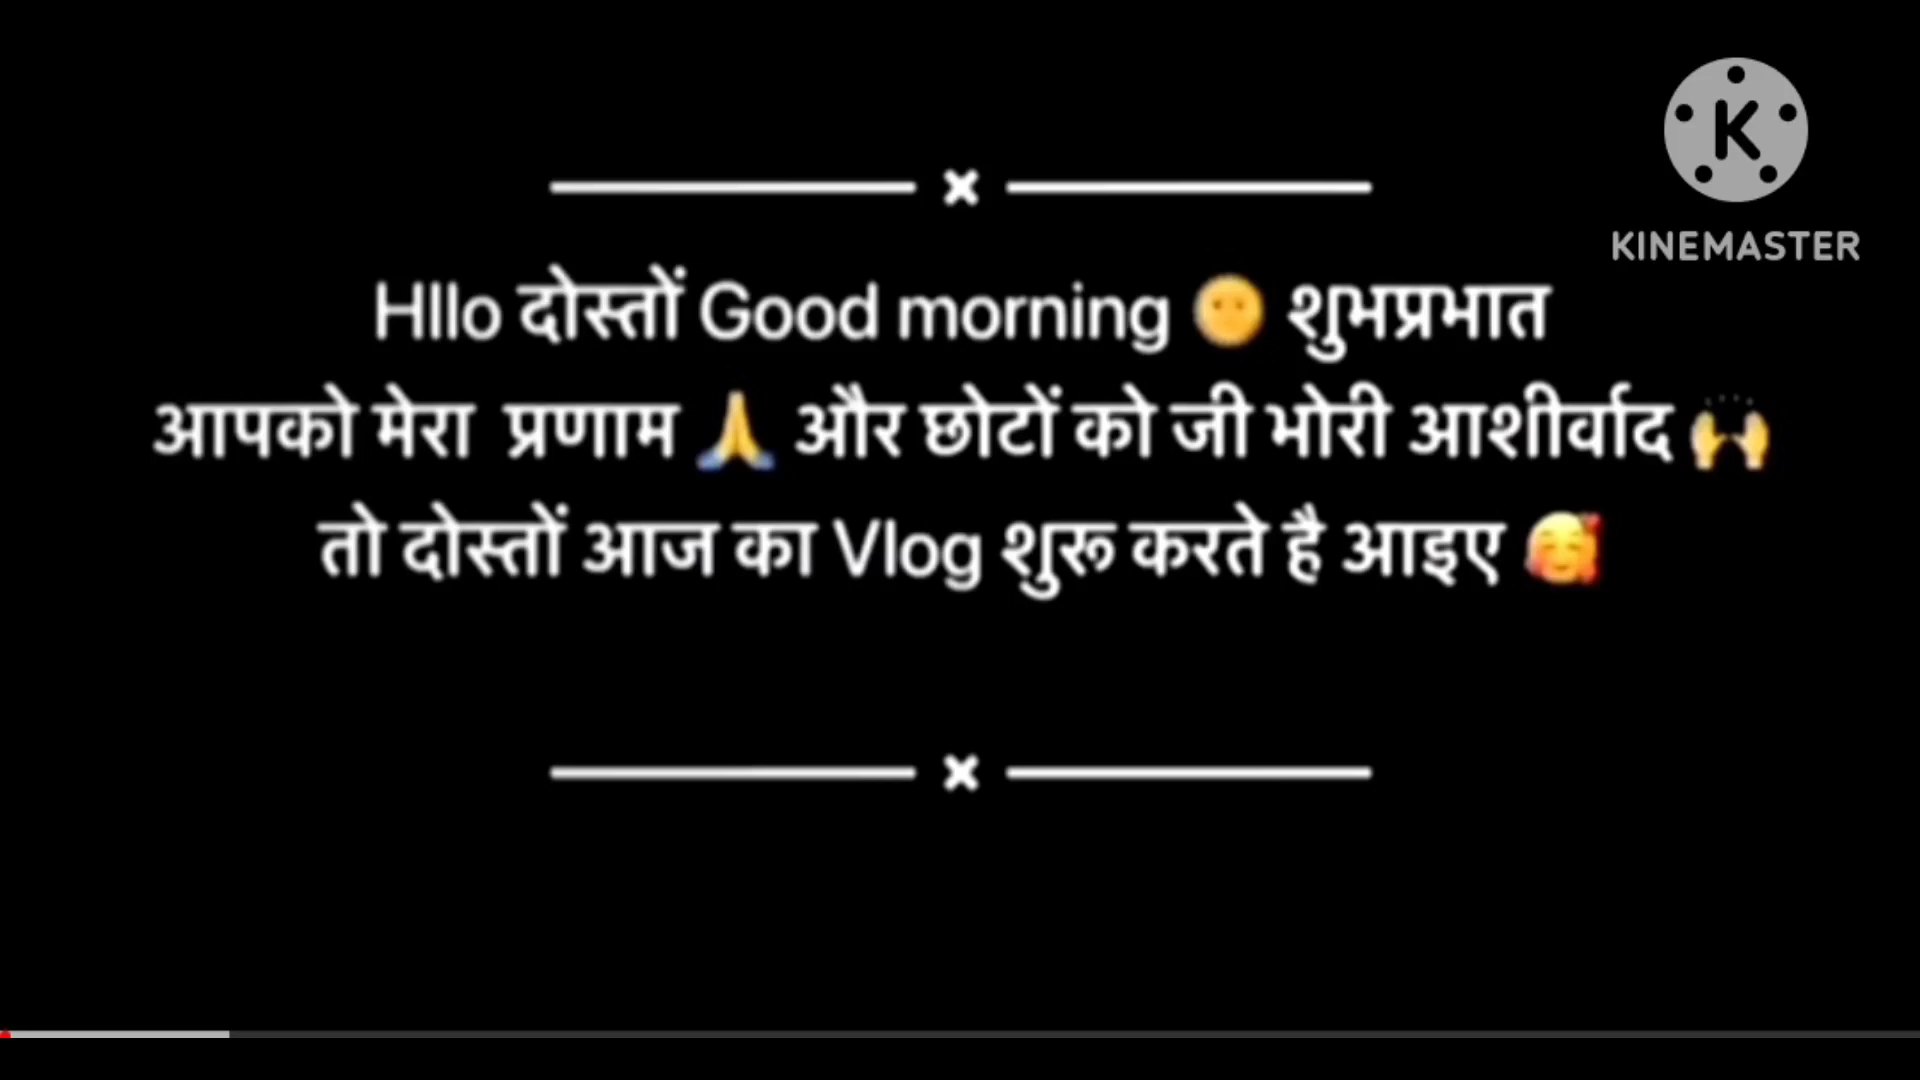 KINEMASTER
Hllo दोस्तों Good morning 😶 शुभप्रभात
आपको मेरा प्रणाम 🙏 और छोटों को जी भोरी आशीर्वाद 🙌
तो दोस्तों आज का Vlog शुरू करते है आइए 🥰